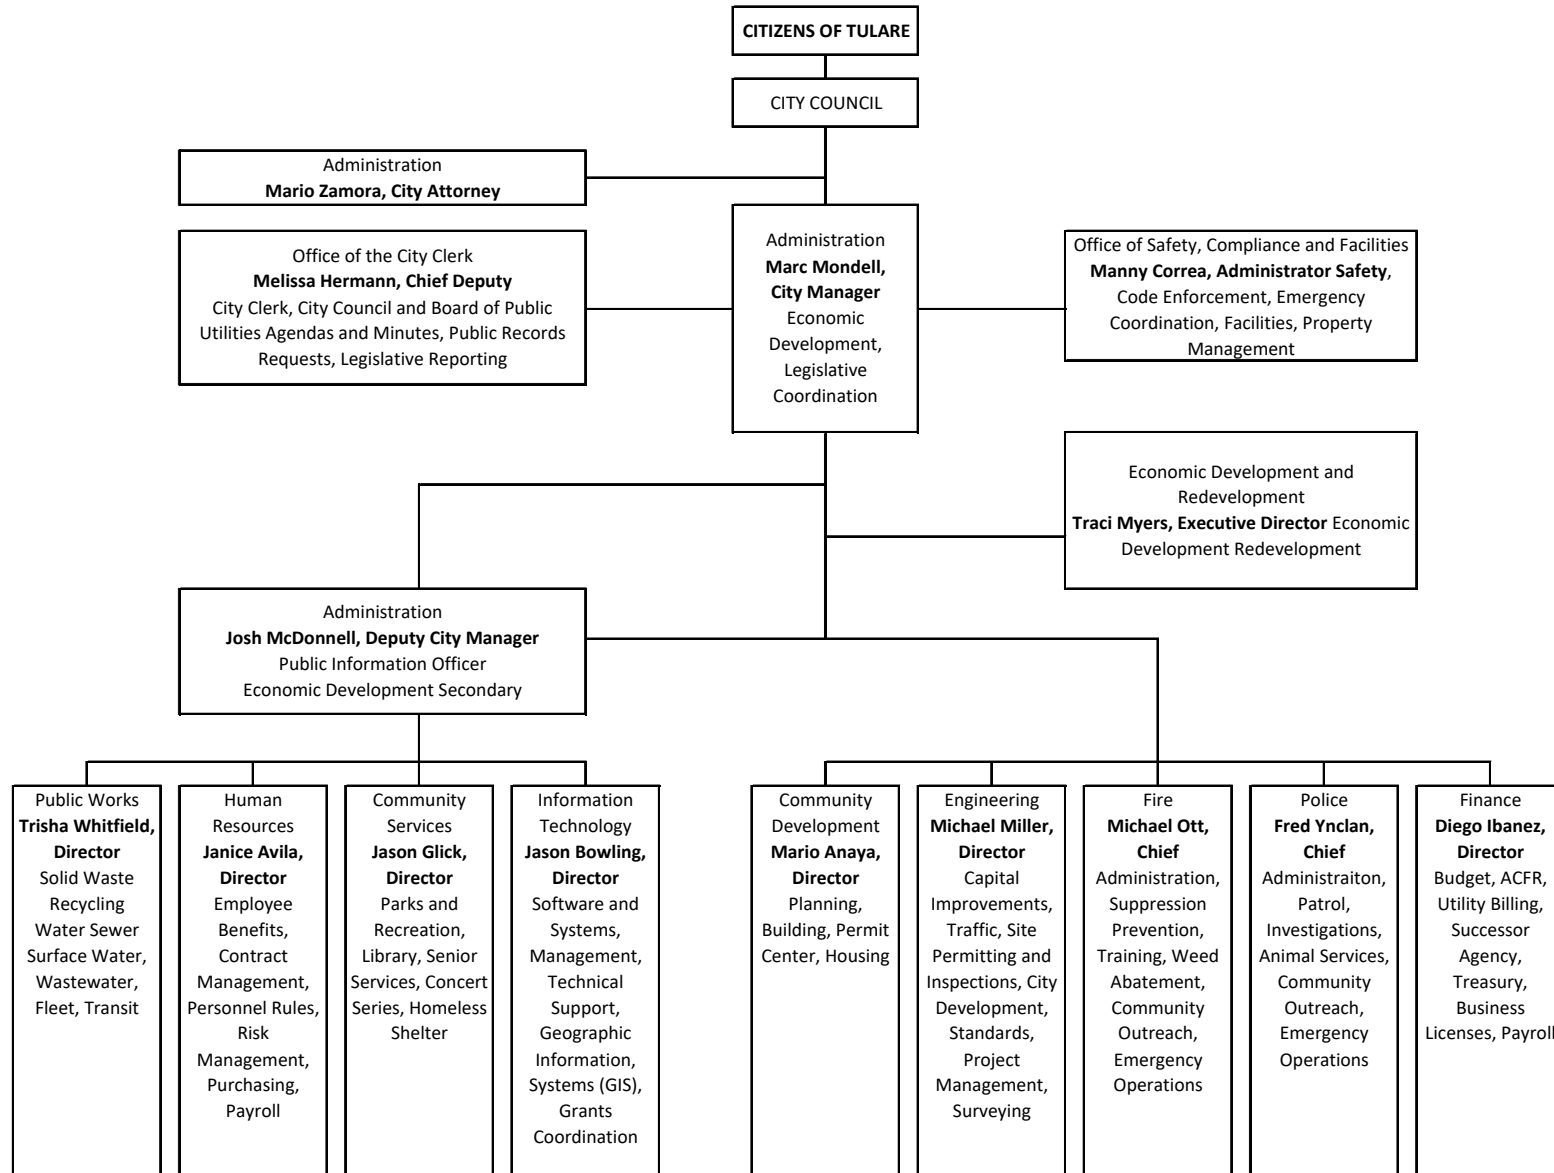 CITIZENS OF TULARE
CITY COUNCIL
Administration
Mario Zamora, City Attorney
Office of the City Clerk
Melissa Hermann, Chief Deputy
City Clerk, City Council and Board of Public
Utilities Agendas and Minutes, Public Records
Requests, Legislative Reporting
Administration
Marc Mondell,
City Manager
Economic
Development,
Legislative
Coordination
Office of Safety, Compliance and Facilities
Manny Correa, Administrator Safety,
Code Enforcement, Emergency
Coordination, Facilities, Property
Management
Economic Development and
Redevelopment
Traci Myers, Executive Director Economic
Development Redevelopment
Administration
Josh McDonnell, Deputy City Manager
Public Information Officer
Economic Development Secondary
Public Works
Trisha Whitfield,
Director
Solid Waste
Recycling
Water Sewer
Surface Water,
Wastewater,
Fleet, Transit
Human
Resources
Janice Avila,
Director
Employee
Benefits,
Contract
Management,
Personnel Rules,
Risk
Management,
Purchasing,
Payroll
Community
Services
Jason Glick,
Director
Parks and
Recreation,
Library, Senior
Services, Concert
Series, Homeless
Shelter
Information
Technology
Jason Bowling,
Director
Software and
Systems,
Management,
Technical
Support,
Geographic
Information,
Systems (GIS),
Grants
Coordination
Community
Development
Mario Anaya,
Director
Planning,
Building, Permit
Center, Housing
Engineering
Michael Miller,
Director
Capital
Improvements,
Traffic, Site
Permitting and
Inspections, City
Development,
Standards,
Project
Management,
Surveying
Fire
Michael Ott,
Chief
Administration,
Suppression
Prevention,
Training, Weed
Abatement,
Community
Outreach,
Emergency
Operations
Police
Fred Ynclan,
Chief
Administraiton,
Patrol,
Investigations,
Animal Services,
Community
Outreach,
Emergency
Operations
Finance
Diego Ibanez,
Director
Budget, ACFR,
Utility Billing,
Successor
Agency,
Treasury,
Business
Licenses, Payroll